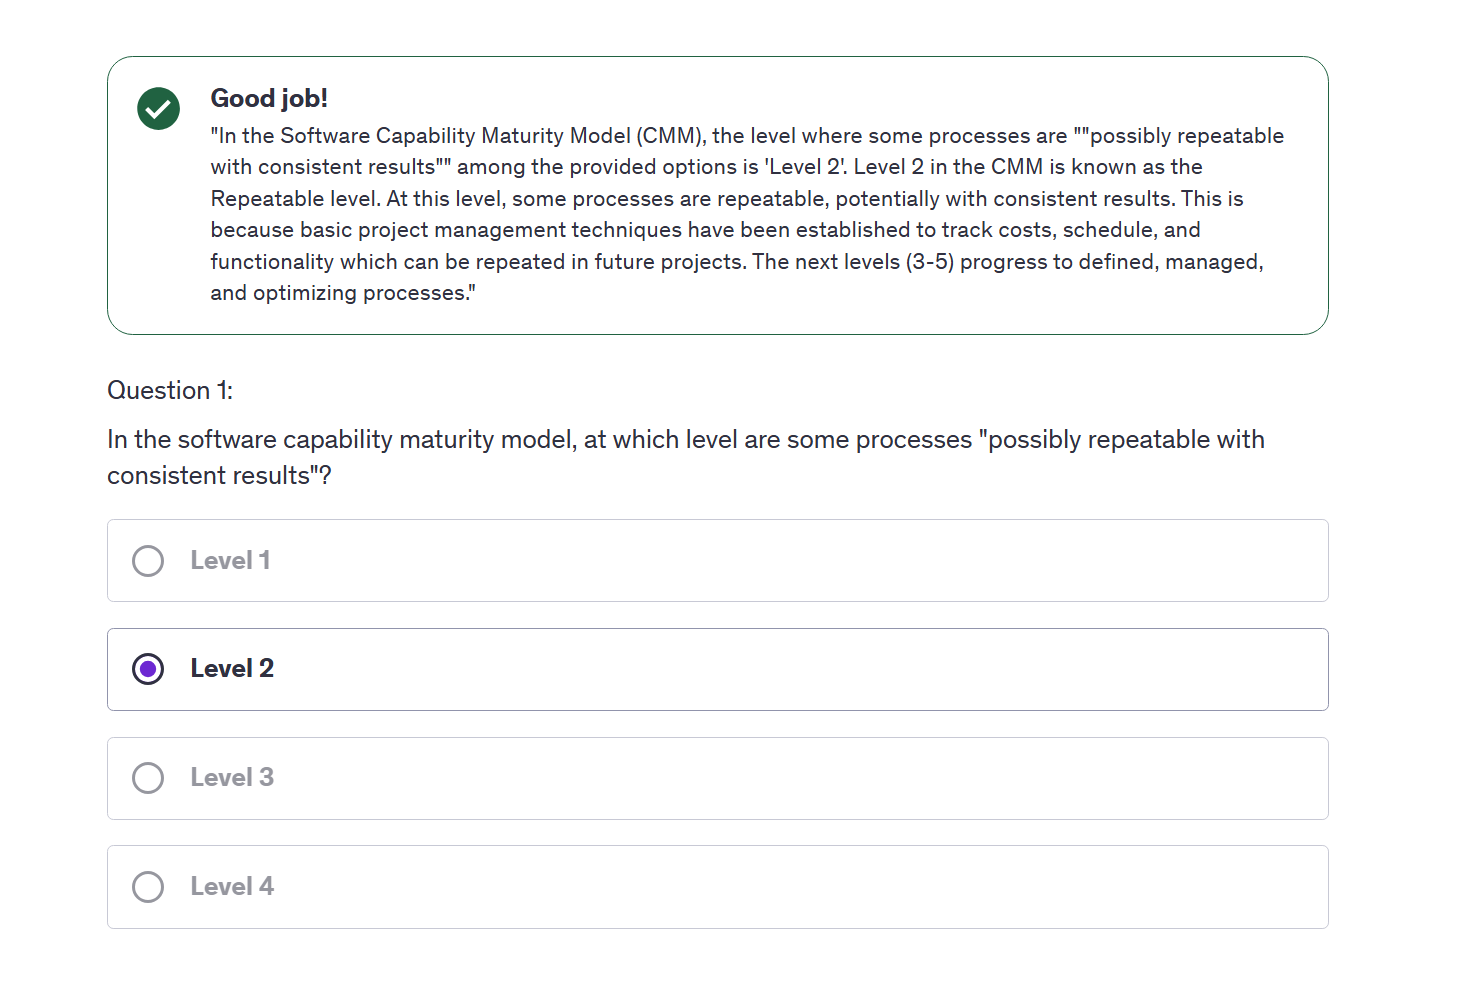 Good job!
"In the Software Capability Maturity Model (CMM), the level where some processes are ""possibly repeatable
with consistent results"" among the provided options is 'Level 2'. Level 2 in the CMM is known as the
Repeatable level. At this level, some processes are repeatable, potentially with consistent results. This is
because basic project management techniques have been established to track costs, schedule, and
functionality which can be repeated in future projects. The next levels (3-5) progress to defined, managed,
and optimizing processes."
Question 1:
In the software capability maturity model, at which level are some processes "possibly repeatable with
consistent results"?
Level 1
Level 2
Level 3
Level 4